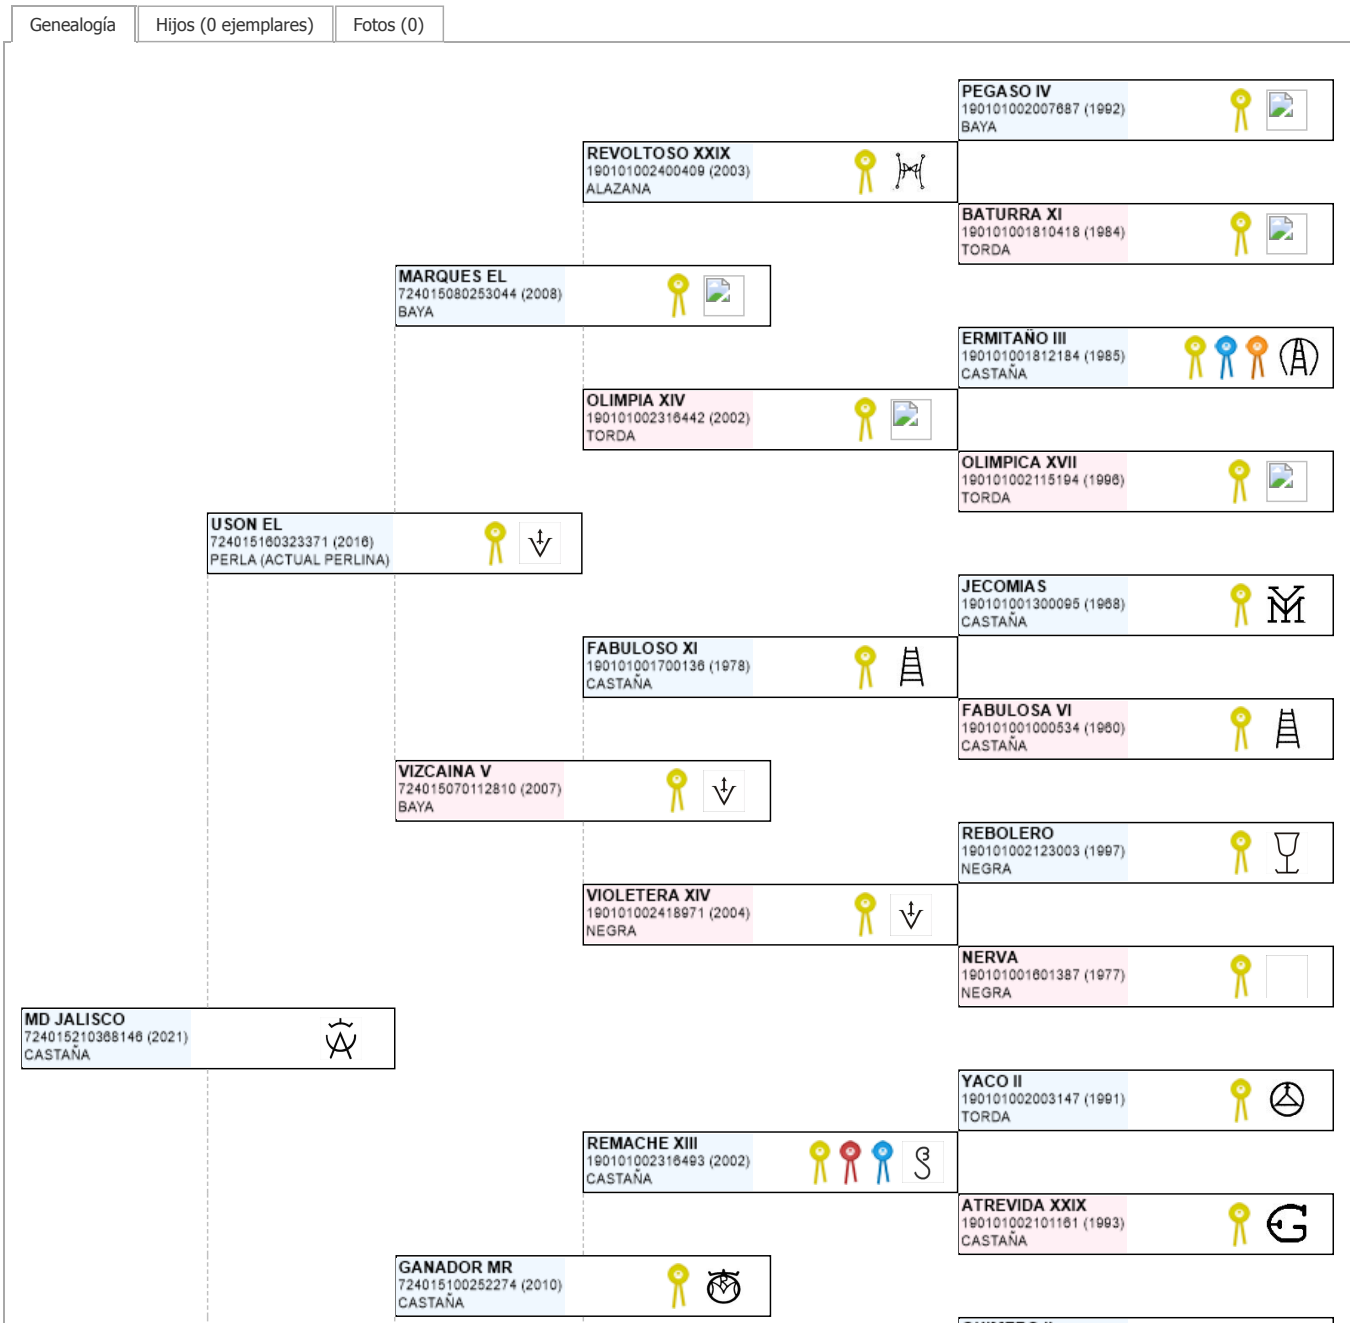 Genealogía
Hijos (0 ejemplares)
Fotos (0)
PEGASO IV
190101002007687 (1992)
BAYA
REVOLTOSO XXIX
190101002400409 (2003)
ALAZANA
BATURRA XI
190101001810418 (1984)
TORDA
MARQUES EL
724015080253044 (2008)
BAYA
ERMITAÑO III
190101001812184 (1985)
CASTAÑA
OLIMPIA XIV
190101002316442 (2002)
TORDA
OLIMPICA XVII
190101002115194 (1996)
TORDA
USON EL
724015160323371 (2016)
PERLA (ACTUAL PERLINA)
JECOMIAS
190101001300095 (1968)
CASTAÑA
FABULOSO XI
190101001700136 (1978)
CASTAÑA
FABULOSA VI
190101001000534 (1960)
CASTAÑA
VIZCAINA V
724015070112810 (2007)
BAYA
REBOLERO
190101002123003 (1997)
NEGRA
VIOLETERA XIV
190101002418971 (2004)
NEGRA
NERVA
190101001601387 (1977)
NEGRA
MD JALISCO
724015210368146 (2021)
CASTAÑA
YACO II
190101002003147 (1991)
TORDA
REMACHE XIII
190101002316493 (2002)
CASTAÑA
ATREVIDA XXIX
190101002101161 (1993)
CASTAÑA
GANADOR MR
724015100252274 (2010)
CASTAÑA